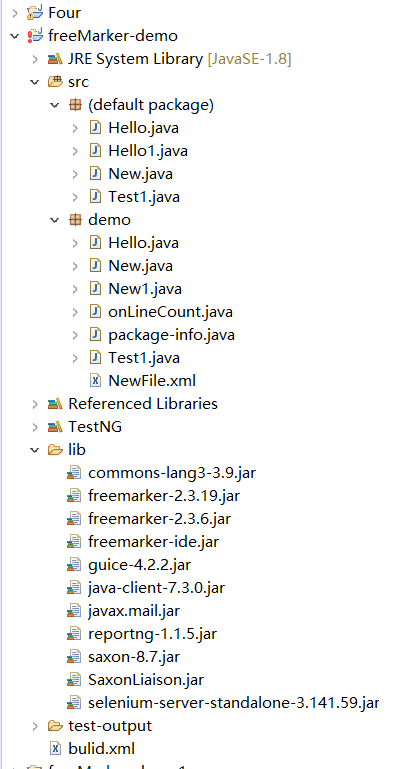 Four
freeMarker-demo
JRE System Library [JavaSE-1.8]
src
(default package)
Hello.java
Hello1.java
New.java
Test1.java
demo
Hello.java
New.java
New1.java
onLineCount.java
package-info.java
Test1.java
NewFile.xml
Referenced Libraries
TestNG
lib
commons-lang3-3.9.jar
freemarker-2.3.19.jar
freemarker-2.3.6.jar
freemarker-ide.jar
guice-4.2.2.jar
java-client-7.3.0.jar
javax.mail.jar
reportng-1.1.5.jar
saxon-8.7.jar
SaxonLiaison.jar
selenium-server-standalone-3.141.59.jar
test-output
bulid.xml